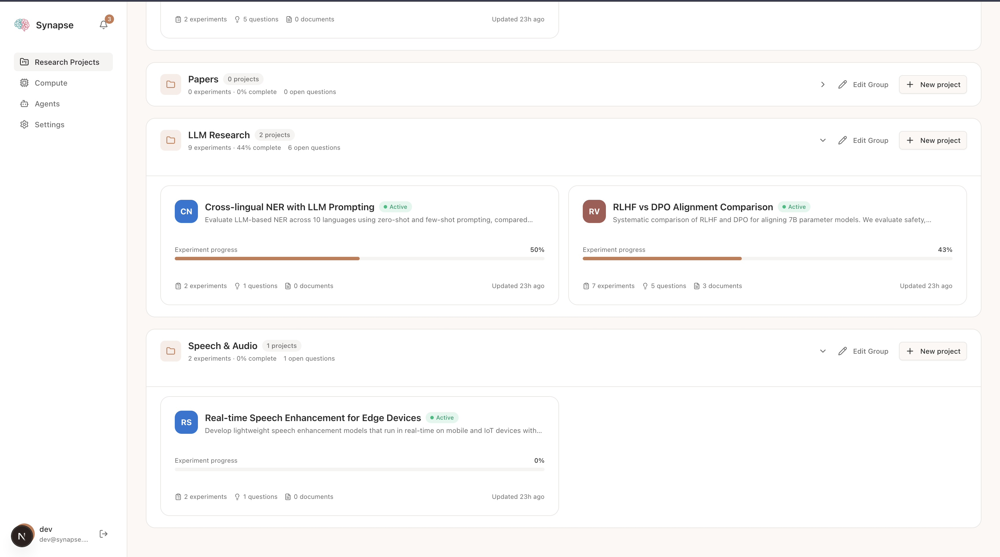 Synapse
3
Research Projects
Compute
Agents
Settings
dev
dev@synapse....
N
2 experiments 5 questions 0 documents Updated 23h ago
Papers 0 projects
0 experiments · 0% complete 0 open questions
Edit Group
New project
LLM Research 2 projects
9 experiments · 44% complete 6 open questions
Edit Group
New project
CN
Cross-lingual NER with LLM Prompting Active
Evaluate LLM-based NER across 10 languages using zero-shot and few-shot prompting, compared...
Experiment progress 50%
2 experiments 1 questions 0 documents Updated 23h ago
RV
RLHF vs DPO Alignment Comparison Active
Systematic comparison of RLHF and DPO for aligning 7B parameter models. We evaluate safety,...
Experiment progress 43%
7 experiments 5 questions 3 documents Updated 23h ago
Speech & Audio 1 projects
2 experiments · 0% complete 1 open questions
Edit Group
New project
RS
Real-time Speech Enhancement for Edge Devices Active
Develop lightweight speech enhancement models that run in real-time on mobile and IoT devices with...
Experiment progress 0%
2 experiments 1 questions 0 documents Updated 23h ago